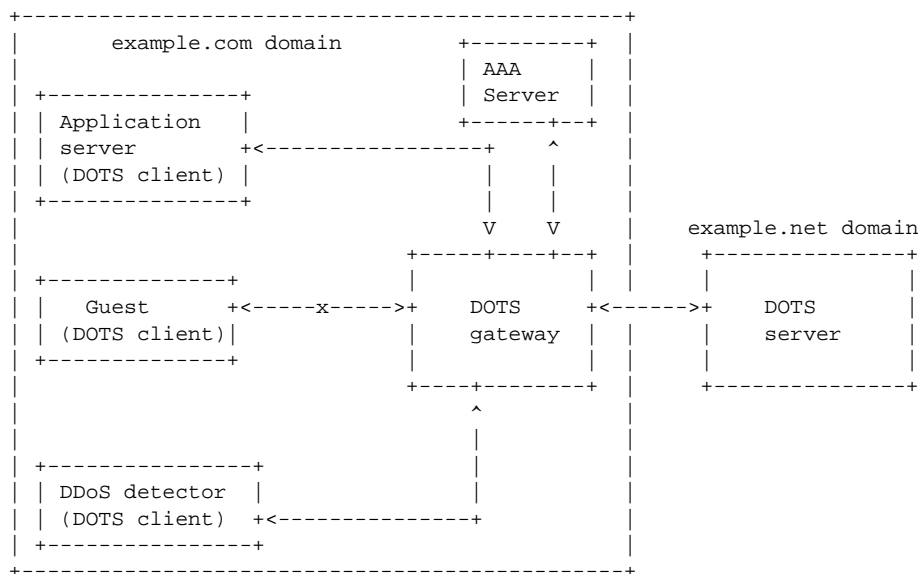 example.com domain
AAA
Server
Application
server
(DOTS client)
example.net domain
Guest
(DOTS client)
x
DOTS
gateway
DOTS
server
DDoS detector
(DOTS client)